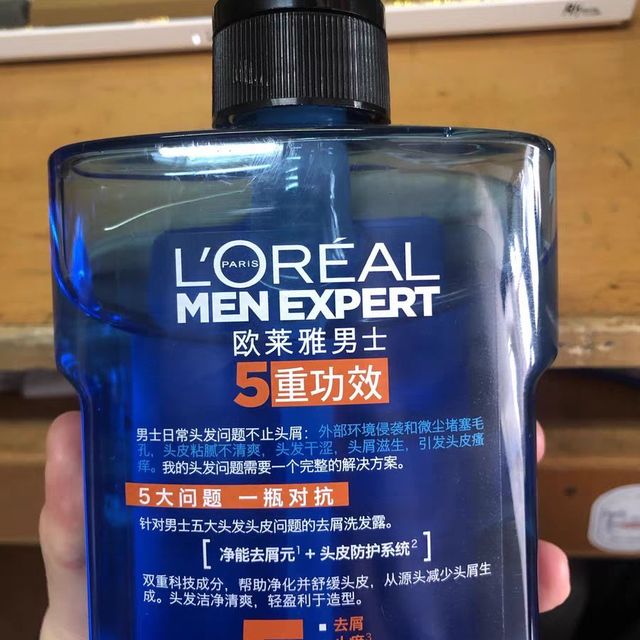 L'ORÉAL
PARIS
MEN EXPERT
欧莱雅男士
5重功效
男士日常头发问题不止头屑：外部环境侵袭和微尘堵塞毛
孔，头皮粘腻不清爽，头发干涩，头屑滋生，引发头皮瘙
痒。我的头发问题需要一个完整的解决方案。
5大问题 一瓶对抗
针对男士五大头发头皮问题的去屑洗发露。
[ 净能去屑元¹ + 头皮防护系统² ]
双重科技成分，帮助净化并舒缓头皮，从源头减少头屑生
成。头发洁净清爽，轻盈利于造型。
去屑